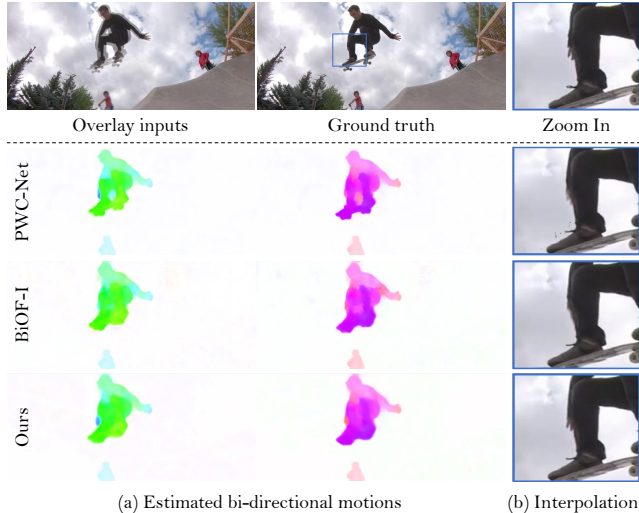 Overlay inputs Ground truth Zoom In
PWC-Net
BiOF-I
Ours
(a) Estimated bi-directional motions (b) Interpolation